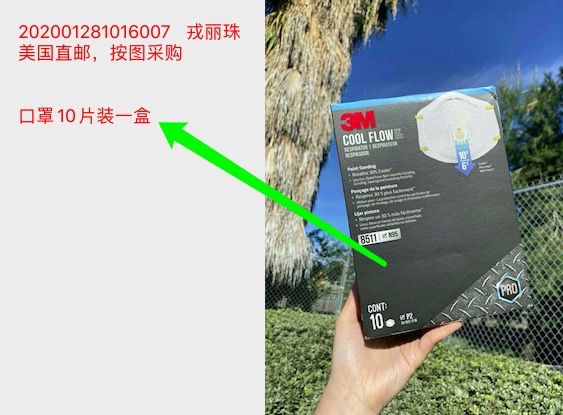 202001281016007 戎丽珠
美国直邮，按图采购
口罩10片装一盒
3M
COOL FLOW
RESPIRATOR | RESPIRATEUR
RESPIRADOR
10°
6°
Paint Sanding
• Breathe 30% Easier*
Ponçage de la peinture
• Respirez 30 % plus facilement*
Lijar pintura
• Respire un 30 % más fácilmente*
8511 N95
PRO
CONT:
10
P2